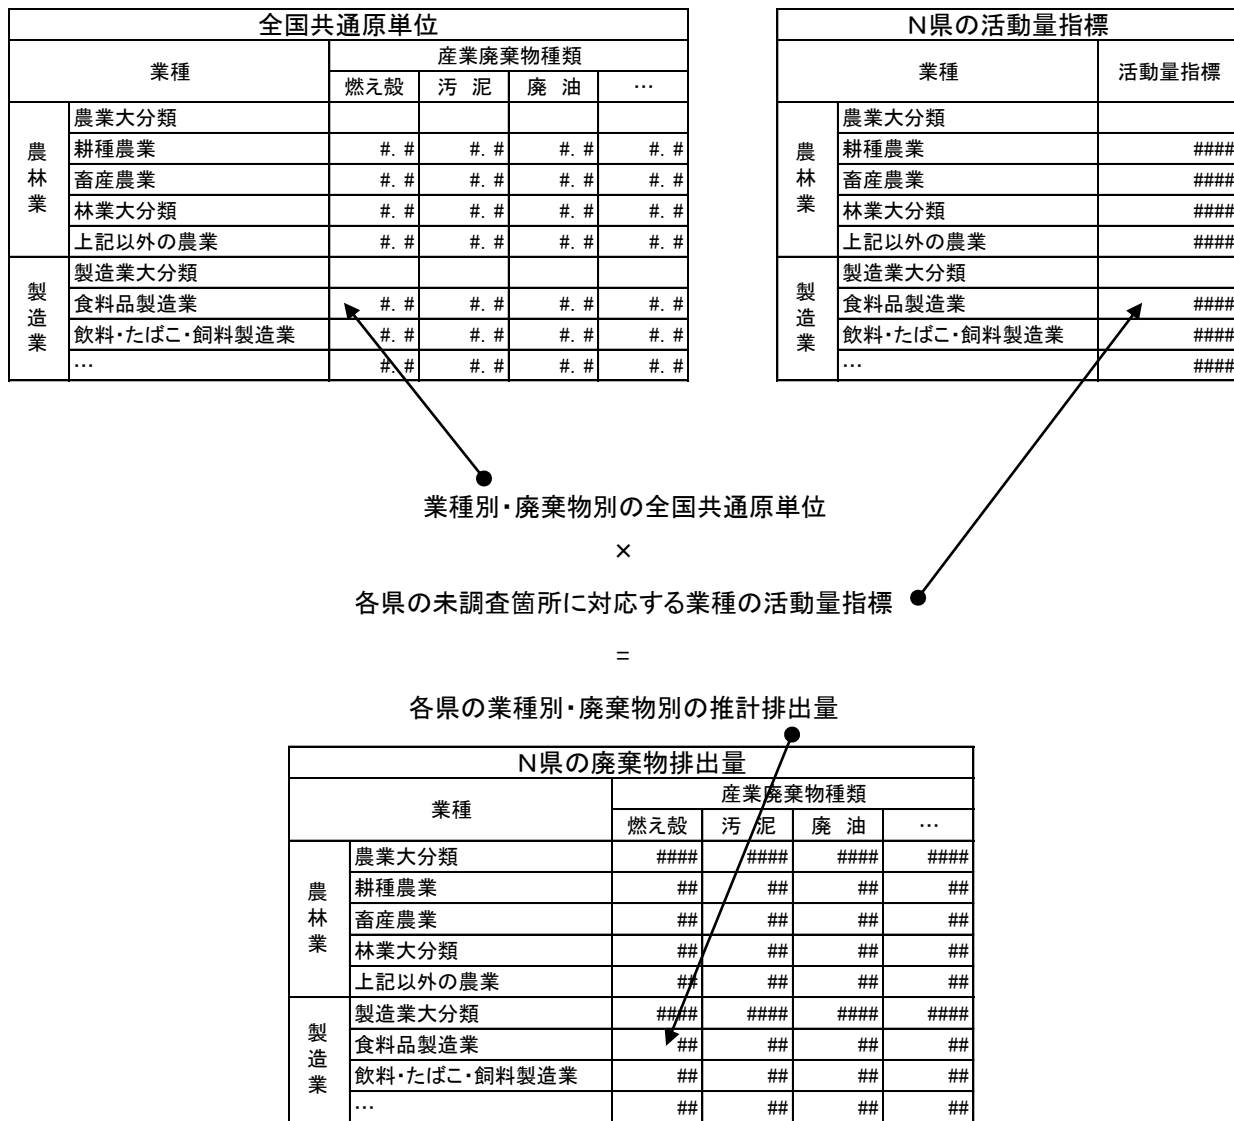 全国共通原単位
業種 産業廃棄物種類
燃え殻 汚 泥 廃 油 …
農林業
農業大分類
耕種農業 #.# #.# #.# #.#
畜産農業 #.# #.# #.# #.#
林業大分類 #.# #.# #.# #.#
上記以外の農業 #.# #.# #.# #.#
製造業
製造業大分類
食料品製造業 #.# #.# #.# #.#
飲料・たばこ・飼料製造業 #.# #.# #.# #.#
… #.# #.# #.# #.#
N県の活動量指標
業種 活動量指標
農林業
農業大分類
耕種農業 ####
畜産農業 ####
林業大分類 ####
上記以外の農業 ####
製造業
製造業大分類
食料品製造業 ####
飲料・たばこ・飼料製造業 ####
… ####
業種別・廃棄物別の全国共通原単位
×
各県の未調査箇所に対応する業種の活動量指標
=
各県の業種別・廃棄物別の推計排出量
N県の廃棄物排出量
業種 産業廃棄物種類
燃え殻 汚 泥 廃 油 …
農林業
農業大分類 #### #### #### ####
耕種農業 ## ## ## ##
畜産農業 ## ## ## ##
林業大分類 ## ## ## ##
上記以外の農業 ## ## ## ##
製造業
製造業大分類 #### #### #### ####
食料品製造業 ## ## ## ##
飲料・たばこ・飼料製造業 ## ## ## ##
… ## ## ## ##